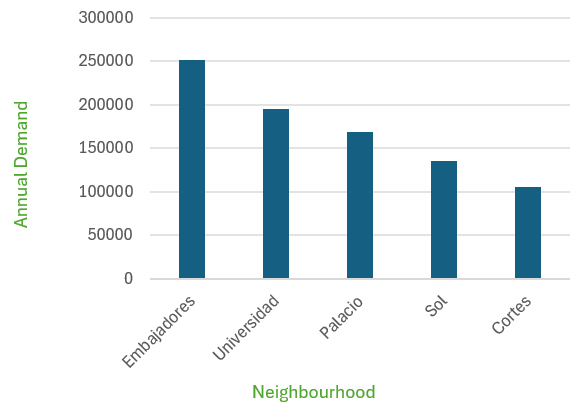 300000
250000
200000
150000
100000
50000
0
Annual Demand
Embajadores
Universidad
Palacio
Sol
Cortes
Neighbourhood